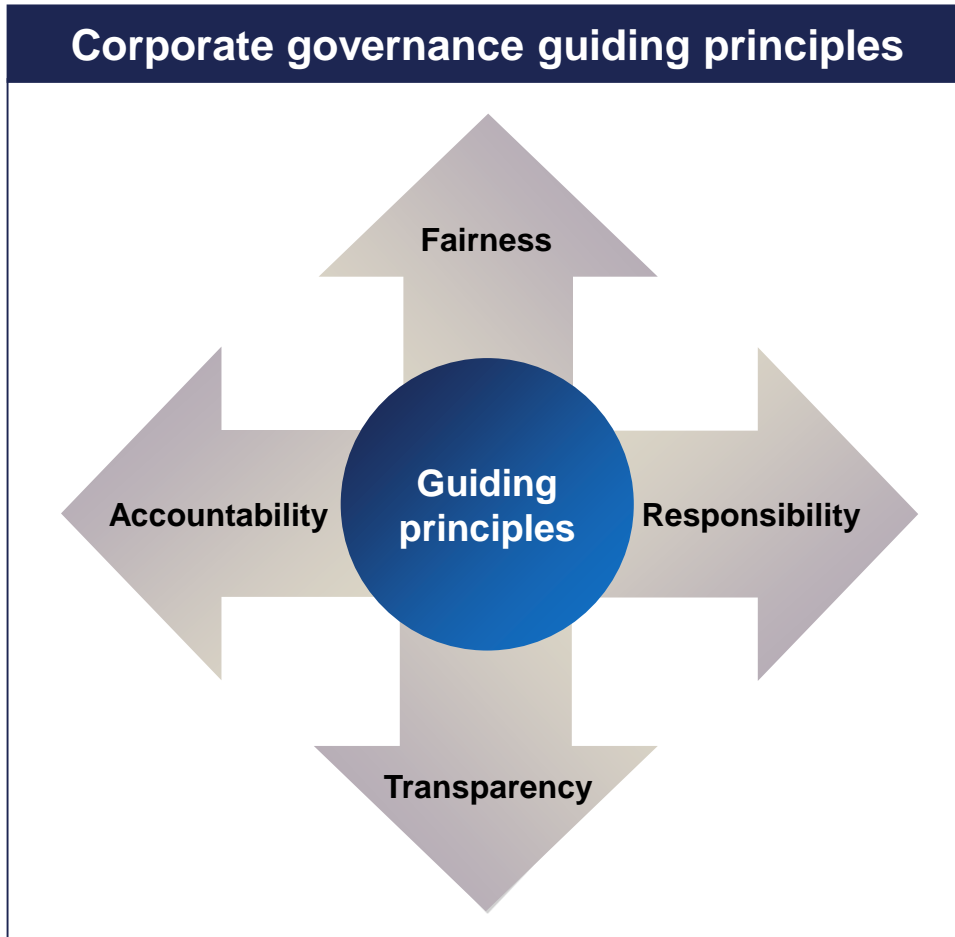 Corporate governance guiding principles
Fairness
Accountability
Guiding
principles
Responsibility
Transparency